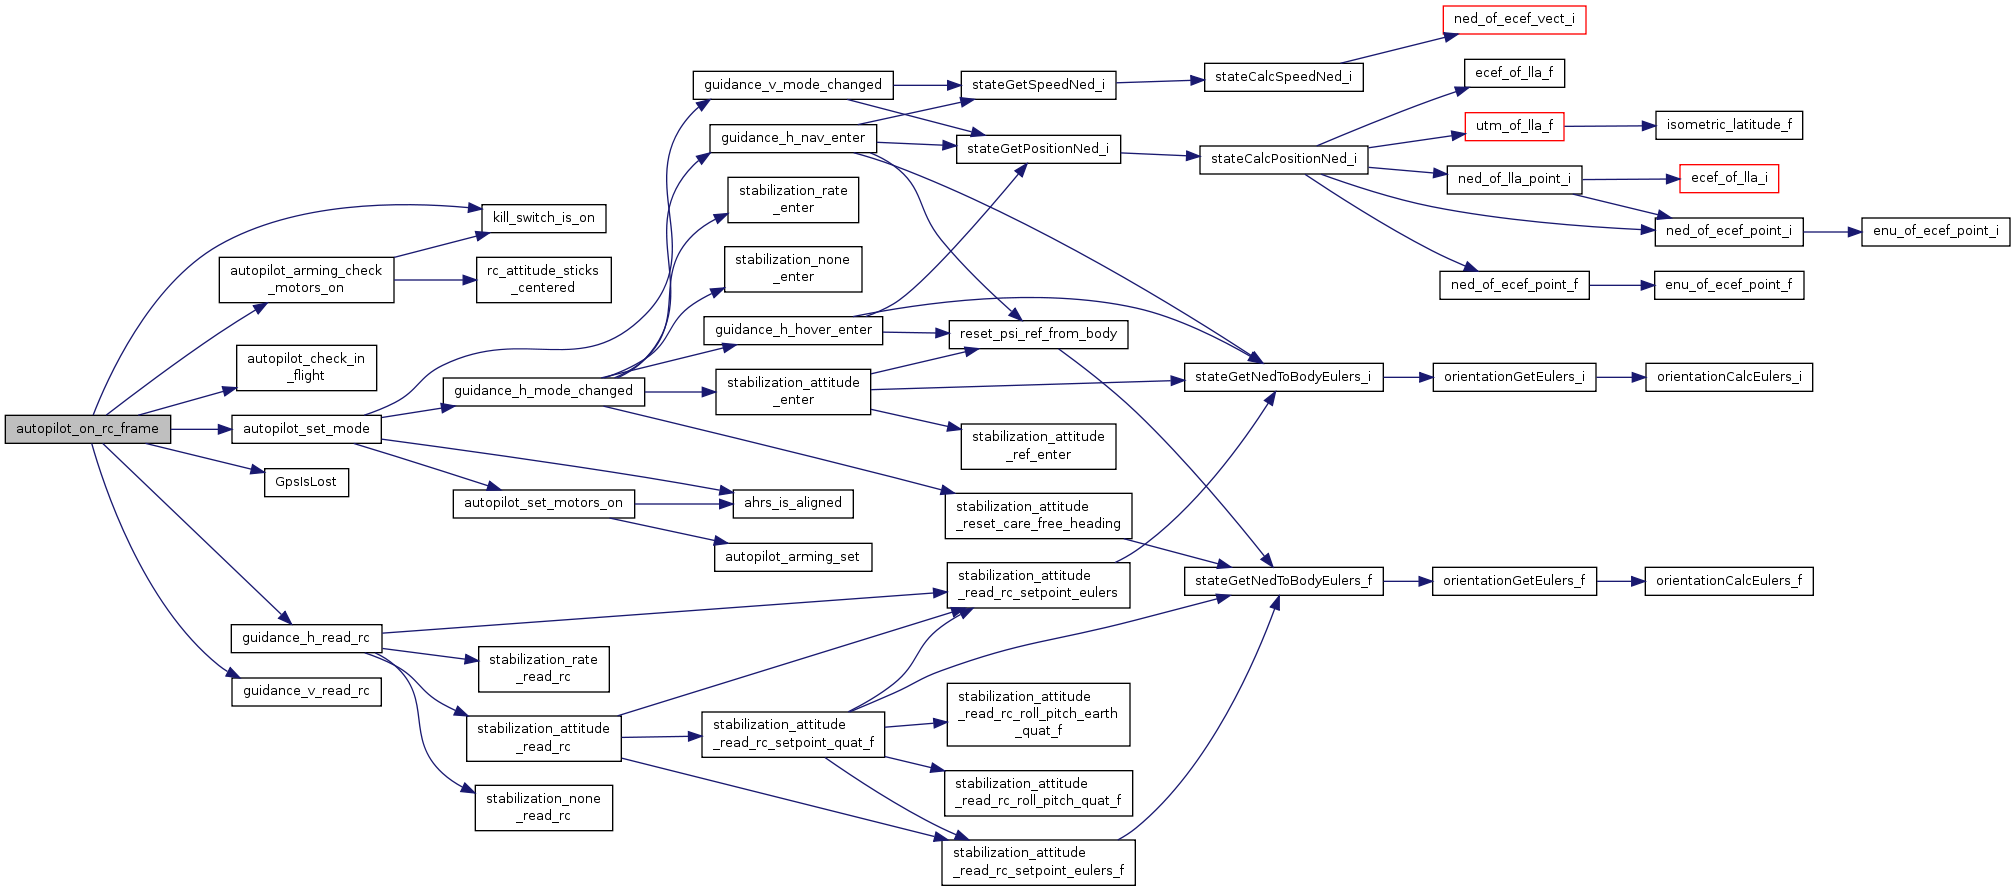 autopilot_on_rc_frame
kill_switch_is_on
autopilot_arming_check
_motors_on
rc_attitude_sticks
_centered
autopilot_check_in
_flight
autopilot_set_mode
GpsIsLost
guidance_h_read_rc
guidance_v_read_rc
guidance_h_mode_changed
autopilot_set_motors_on
stabilization_rate
_read_rc
stabilization_attitude
_read_rc
stabilization_none
_read_rc
guidance_v_mode_changed
guidance_h_nav_enter
stabilization_rate
_enter
stabilization_none
_enter
guidance_h_hover_enter
stabilization_attitude
_enter
ahrs_is_aligned
autopilot_arming_set
stabilization_attitude
_read_rc_setpoint_quat_f
stateGetSpeedNed_i
stateGetPositionNed_i
reset_psi_ref_from_body
stabilization_attitude
_ref_enter
stabilization_attitude
_reset_care_free_heading
stabilization_attitude
_read_rc_setpoint_eulers
stabilization_attitude
_read_rc_roll_pitch_earth
_quat_f
stabilization_attitude
_read_rc_roll_pitch_quat_f
stabilization_attitude
_read_rc_setpoint_eulers_f
stateCalcSpeedNed_i
stateCalcPositionNed_i
stateGetNedToBodyEulers_i
stateGetNedToBodyEulers_f
ned_of_ecef_vect_i
ecef_of_lla_f
utm_of_lla_f
ned_of_lla_point_i
ned_of_ecef_point_f
orientationGetEulers_i
orientationGetEulers_f
isometric_latitude_f
ecef_of_lla_i
ned_of_ecef_point_i
enu_of_ecef_point_f
orientationCalcEulers_i
orientationCalcEulers_f
enu_of_ecef_point_i